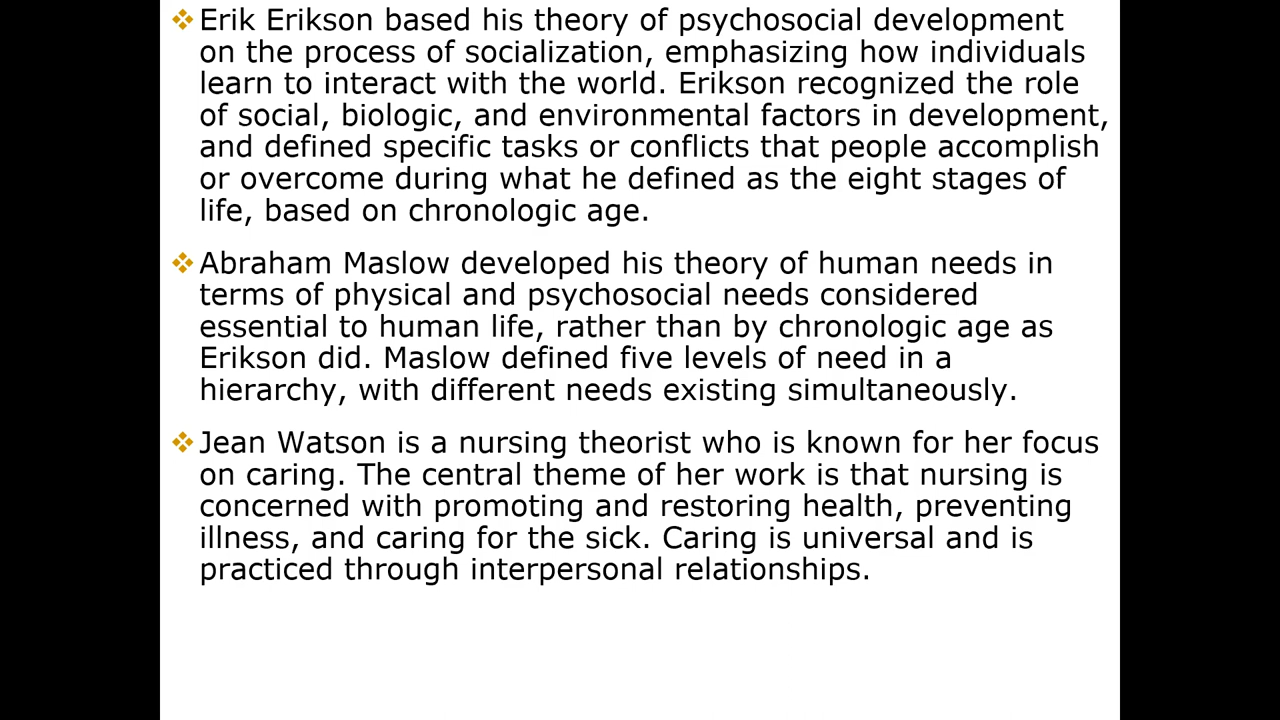 ❖Erik Erikson based his theory of psychosocial development
on the process of socialization, emphasizing how individuals
learn to interact with the world. Erikson recognized the role
of social, biologic, and environmental factors in development,
and defined specific tasks or conflicts that people accomplish
or overcome during what he defined as the eight stages of
life, based on chronologic age.
❖Abraham Maslow developed his theory of human needs in
terms of physical and psychosocial needs considered
essential to human life, rather than by chronologic age as
Erikson did. Maslow defined five levels of need in a
hierarchy, with different needs existing simultaneously.
❖Jean Watson is a nursing theorist who is known for her focus
on caring. The central theme of her work is that nursing is
concerned with promoting and restoring health, preventing
illness, and caring for the sick. Caring is universal and is
practiced through interpersonal relationships.